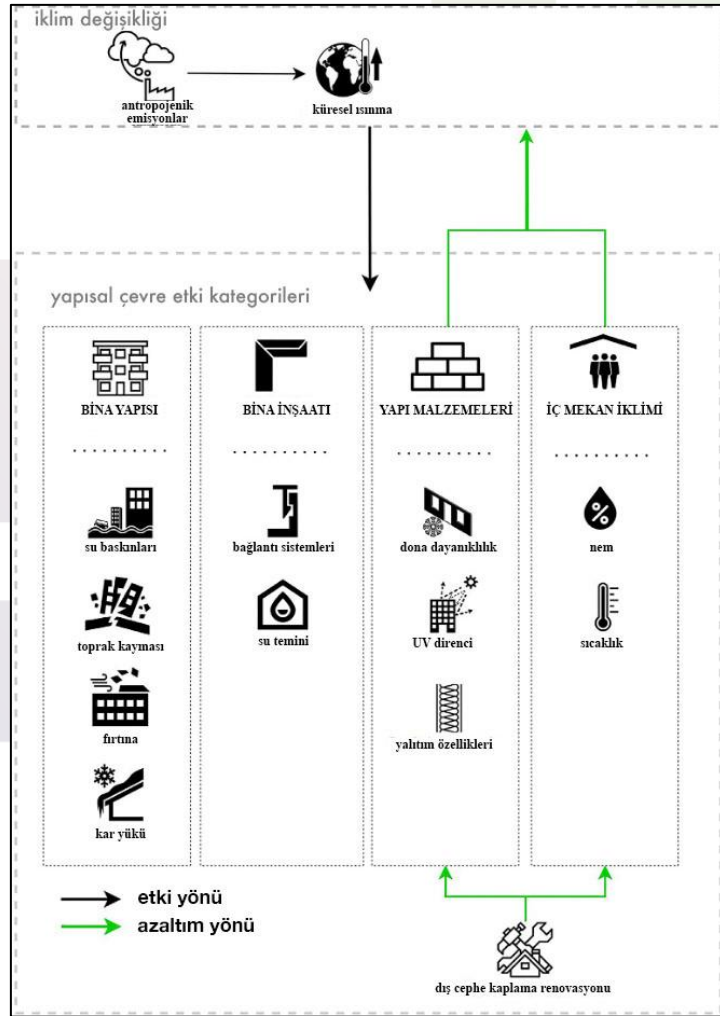 iklim değişikliği
antropojenik
emisyonlar
küresel ısınma
yapısal çevre etki kategorileri
BİNA YAPISI
BİNA İNŞAATI
YAPI MALZEMELERİ
İÇ MEKAN İKLİMİ
su baskınları
bağlantı sistemleri
dona dayanıklılık
nem
%
toprak kayması
su temini
UV direnci
sıcaklık
fırtına
yalıtım özellikleri
kar yükü
etki yönü
azaltım yönü
dış cephe kaplama renovasyonu